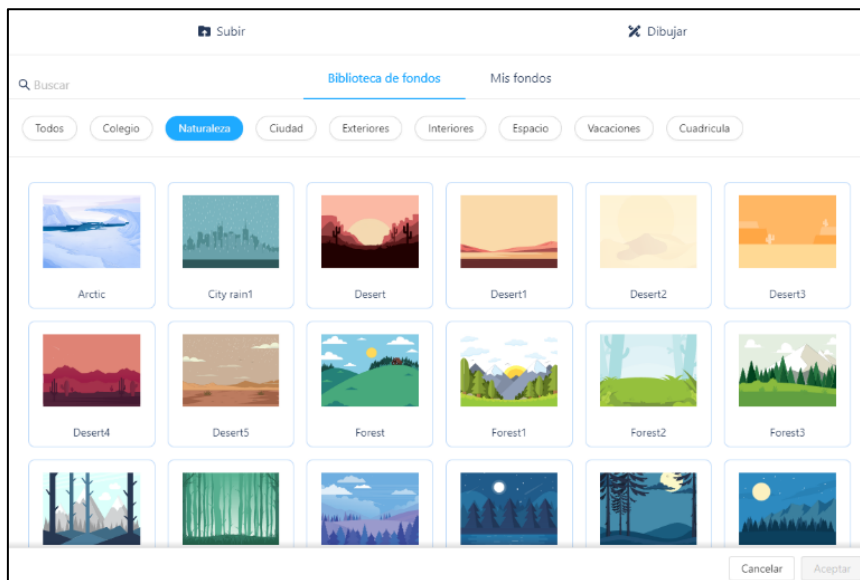 Subir Dibujar
Buscar Biblioteca de fondos Mis fondos
Todos Colegio Naturaleza Ciudad Exteriores Interiores Espacio Vacaciones Cuadricula
Arctic City rain1 Desert Desert1 Desert2 Desert3
Desert4 Desert5 Forest Forest1 Forest2 Forest3
Cancelar Aceptar